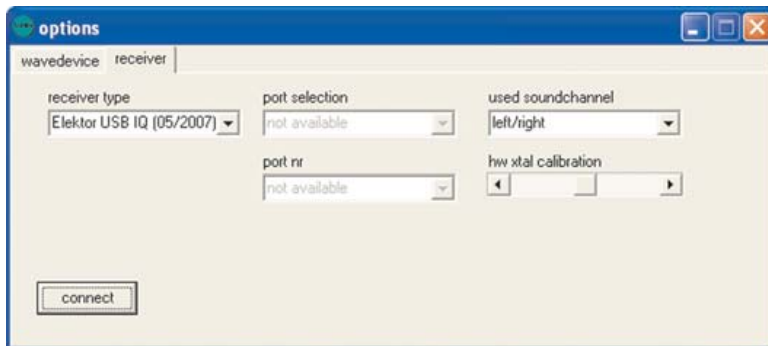 options
wavedevice receiver
receiver type port selection used soundchannel
Elektor USB IQ (05/2007) not available left/right
port nr hw xtal calibration
not available
connect